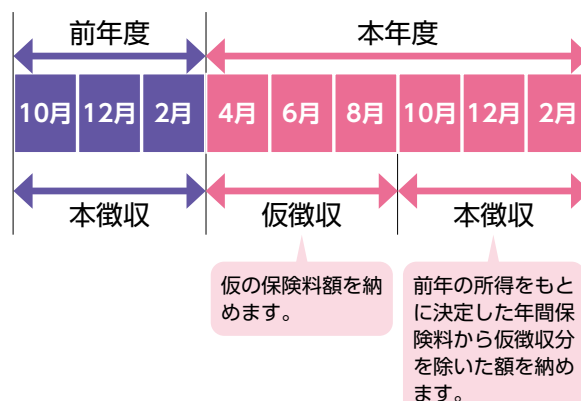 前年度
本年度
10月 12月 2月 4月 6月 8月 10月 12月 2月
本徴収
仮徴収
本徴収
仮の保険料額を納
めます。
前年の所得をもと
に決定した年間保
険料から仮徴収分
を除いた額を納め
ます。